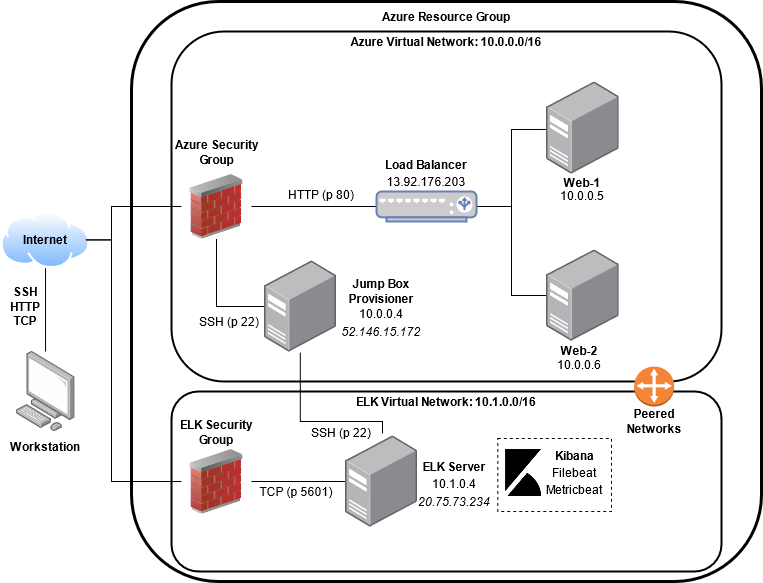 Azure Resource Group
Azure Virtual Network: 10.0.0.0/16
Azure Security
Group
HTTP (p 80)
Load Balancer
13.92.176.203
Web-1
10.0.0.5
Internet
SSH
HTTP
TCP
Workstation
SSH (p 22)
Jump Box
Provisioner
10.0.0.4
52.146.15.172
Web-2
10.0.0.6
Peered
Networks
ELK Virtual Network: 10.1.0.0/16
ELK Security
Group
SSH (p 22)
TCP (p 5601)
ELK Server
10.1.0.4
20.75.73.234
Kibana
Filebeat
Metricbeat